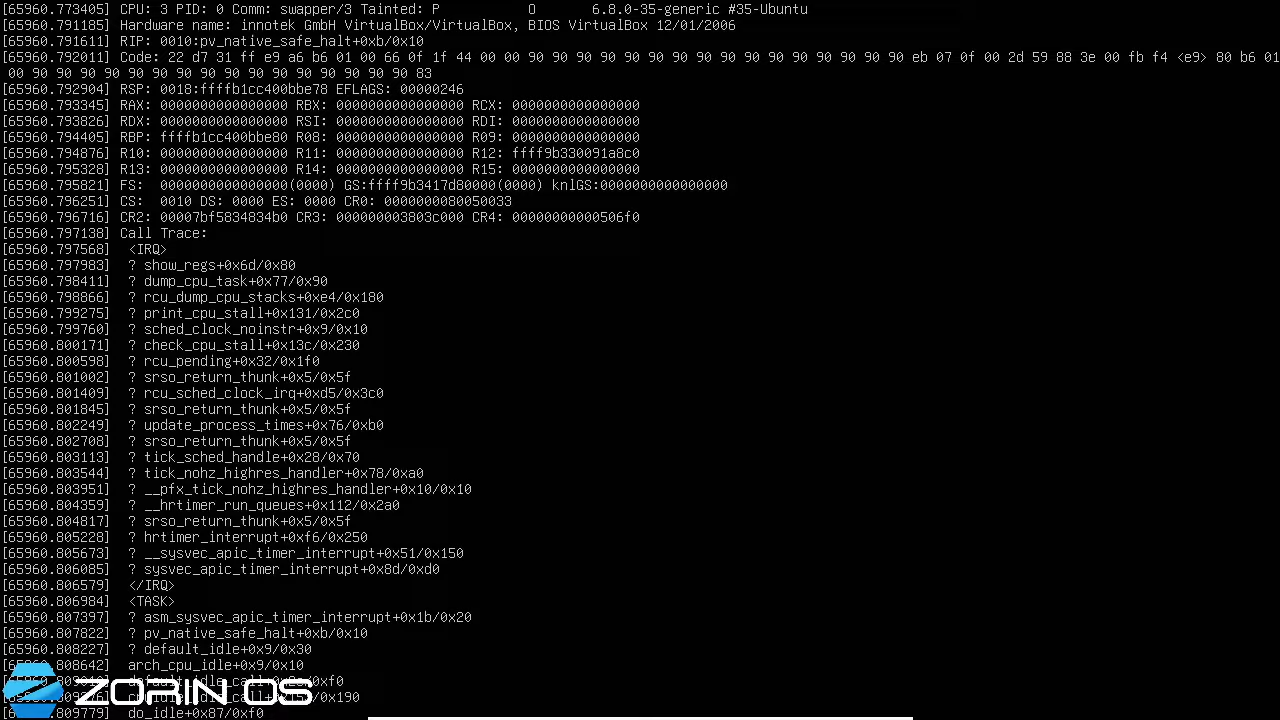 [65960.773405] CPU: 3 PID: 0 Comm: swapper/3 Tainted: P           O       6.8.0-35-generic #35-Ubuntu
[65960.791185] Hardware name: innotek GmbH VirtualBox/VirtualBox, BIOS VirtualBox 12/01/2006
[65960.791611] RIP: 0010:pv_native_safe_halt+0xb/0x10
[65960.792011] Code: 22 d7 31 ff e9 a6 b6 01 00 66 0f 1f 44 00 00 90 90 90 90 90 90 90 90 90 90 90 90 90 90 90 90 eb 07 0f 00 2d 59 88 3e 00 fb f4 <e9> 80 b6 01
00 90 90 90 90 90 90 90 90 90 90 90 90 90 90 90 90 83
[65960.792904] RSP: 0018:ffffb1cc400bbe78 EFLAGS: 00000246
[65960.793345] RAX: 0000000000000000 RBX: 0000000000000000 RCX: 0000000000000000
[65960.793826] RDX: 0000000000000000 RSI: 0000000000000000 RDI: 0000000000000000
[65960.794405] RBP: ffffb1cc400bbe80 R08: 0000000000000000 R09: 0000000000000000
[65960.794876] R10: 0000000000000000 R11: 0000000000000000 R12: ffff9b330091a8c0
[65960.795328] R13: 0000000000000000 R14: 0000000000000000 R15: 0000000000000000
[65960.795821] FS:  0000000000000000(0000) GS:ffff9b3417d80000(0000) knlGS:0000000000000000
[65960.796251] CS:  0010 DS: 0000 ES: 0000 CR0: 0000000080050033
[65960.796716] CR2: 00007bf5834834b0 CR3: 000000003803c000 CR4: 00000000000506f0
[65960.797138] Call Trace:
[65960.797568]  <IRQ>
[65960.797983]  ? show_regs+0x6d/0x80
[65960.798411]  ? dump_cpu_task+0x77/0x90
[65960.798866]  ? rcu_dump_cpu_stacks+0xe4/0x180
[65960.799275]  ? print_cpu_stall+0x131/0x2c0
[65960.799760]  ? sched_clock_noinstr+0x9/0x10
[65960.800171]  ? check_cpu_stall+0x13c/0x230
[65960.800598]  ? rcu_pending+0x32/0x1f0
[65960.801002]  ? srso_return_thunk+0x5/0x5f
[65960.801409]  ? rcu_sched_clock_irq+0xd5/0x3c0
[65960.801845]  ? srso_return_thunk+0x5/0x5f
[65960.802249]  ? update_process_times+0x76/0xb0
[65960.802708]  ? srso_return_thunk+0x5/0x5f
[65960.803113]  ? tick_sched_handle+0x28/0x70
[65960.803544]  ? tick_nohz_highres_handler+0x78/0xa0
[65960.803951]  ? __pfx_tick_nohz_highres_handler+0x10/0x10
[65960.804359]  ? __hrtimer_run_queues+0x112/0x2a0
[65960.804817]  ? srso_return_thunk+0x5/0x5f
[65960.805228]  ? hrtimer_interrupt+0xf6/0x250
[65960.805673]  ? __sysvec_apic_timer_interrupt+0x51/0x150
[65960.806085]  ? sysvec_apic_timer_interrupt+0x8d/0xd0
[65960.806579]  </IRQ>
[65960.806984]  <TASK>
[65960.807397]  ? asm_sysvec_apic_timer_interrupt+0x1b/0x20
[65960.807822]  ? pv_native_safe_halt+0xb/0x10
[65960.808227]  ? default_idle+0x9/0x30
[65960.808642]  arch_cpu_idle+0x9/0x10
ZORIN OS
[65960.809779]  do_idle+0x87/0xf0